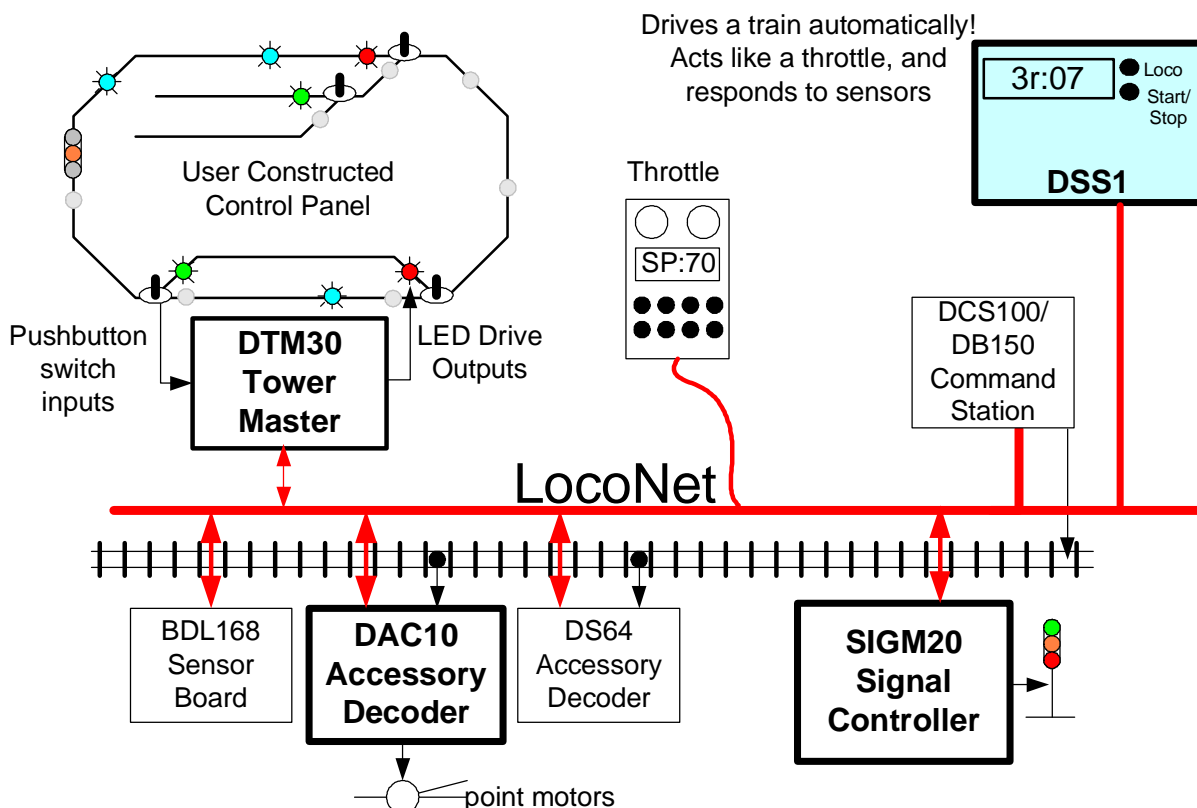 Drives a train automatically!
Acts like a throttle, and
responds to sensors
3r:07
Loco
Start/
Stop
DSS1
User Constructed
Control Panel
Throttle
SP:70
Pushbutton
switch
inputs
DTM30
Tower
Master
LED Drive
Outputs
DCS100/
DB150
Command
Station
LocoNet
BDL168
Sensor
Board
DAC10
Accessory
Decoder
DS64
Accessory
Decoder
SIGM20
Signal
Controller
point motors